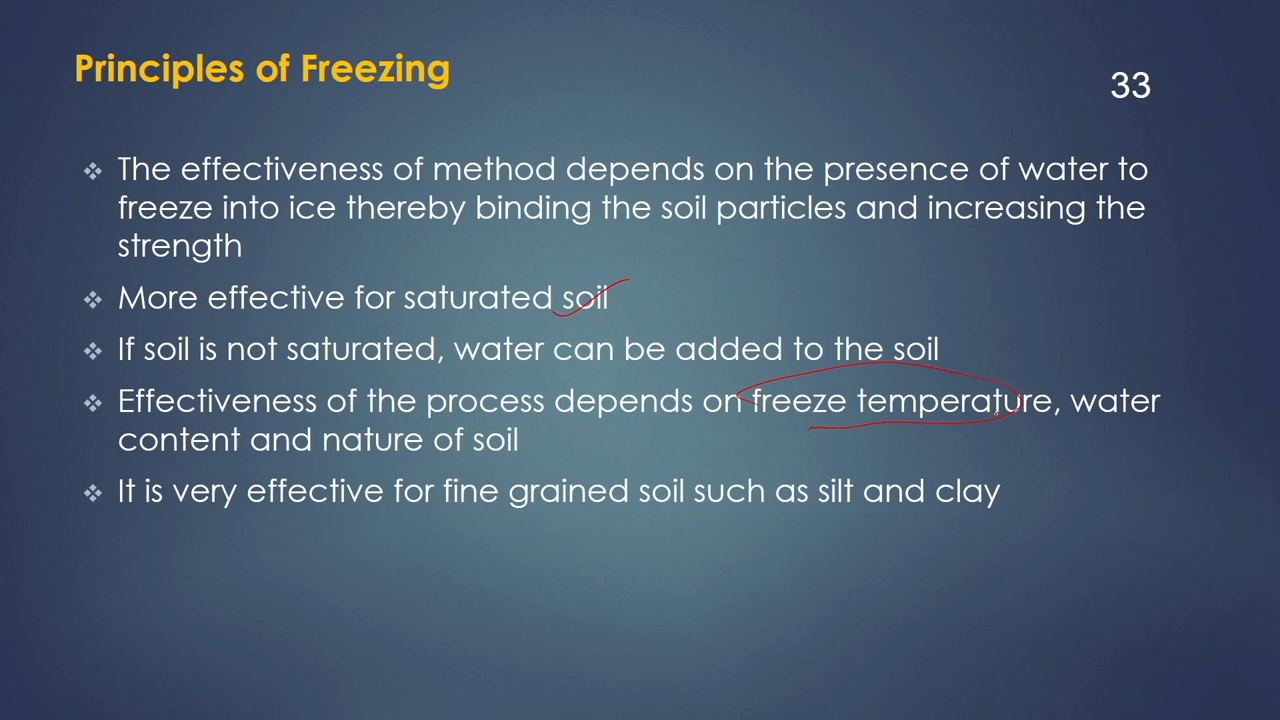 Principles of Freezing
33
❖ The effectiveness of method depends on the presence of water to
freeze into ice thereby binding the soil particles and increasing the
strength
❖ More effective for saturated soil
❖ If soil is not saturated, water can be added to the soil
❖ Effectiveness of the process depends on freeze temperature, water
content and nature of soil
❖ It is very effective for fine grained soil such as silt and clay